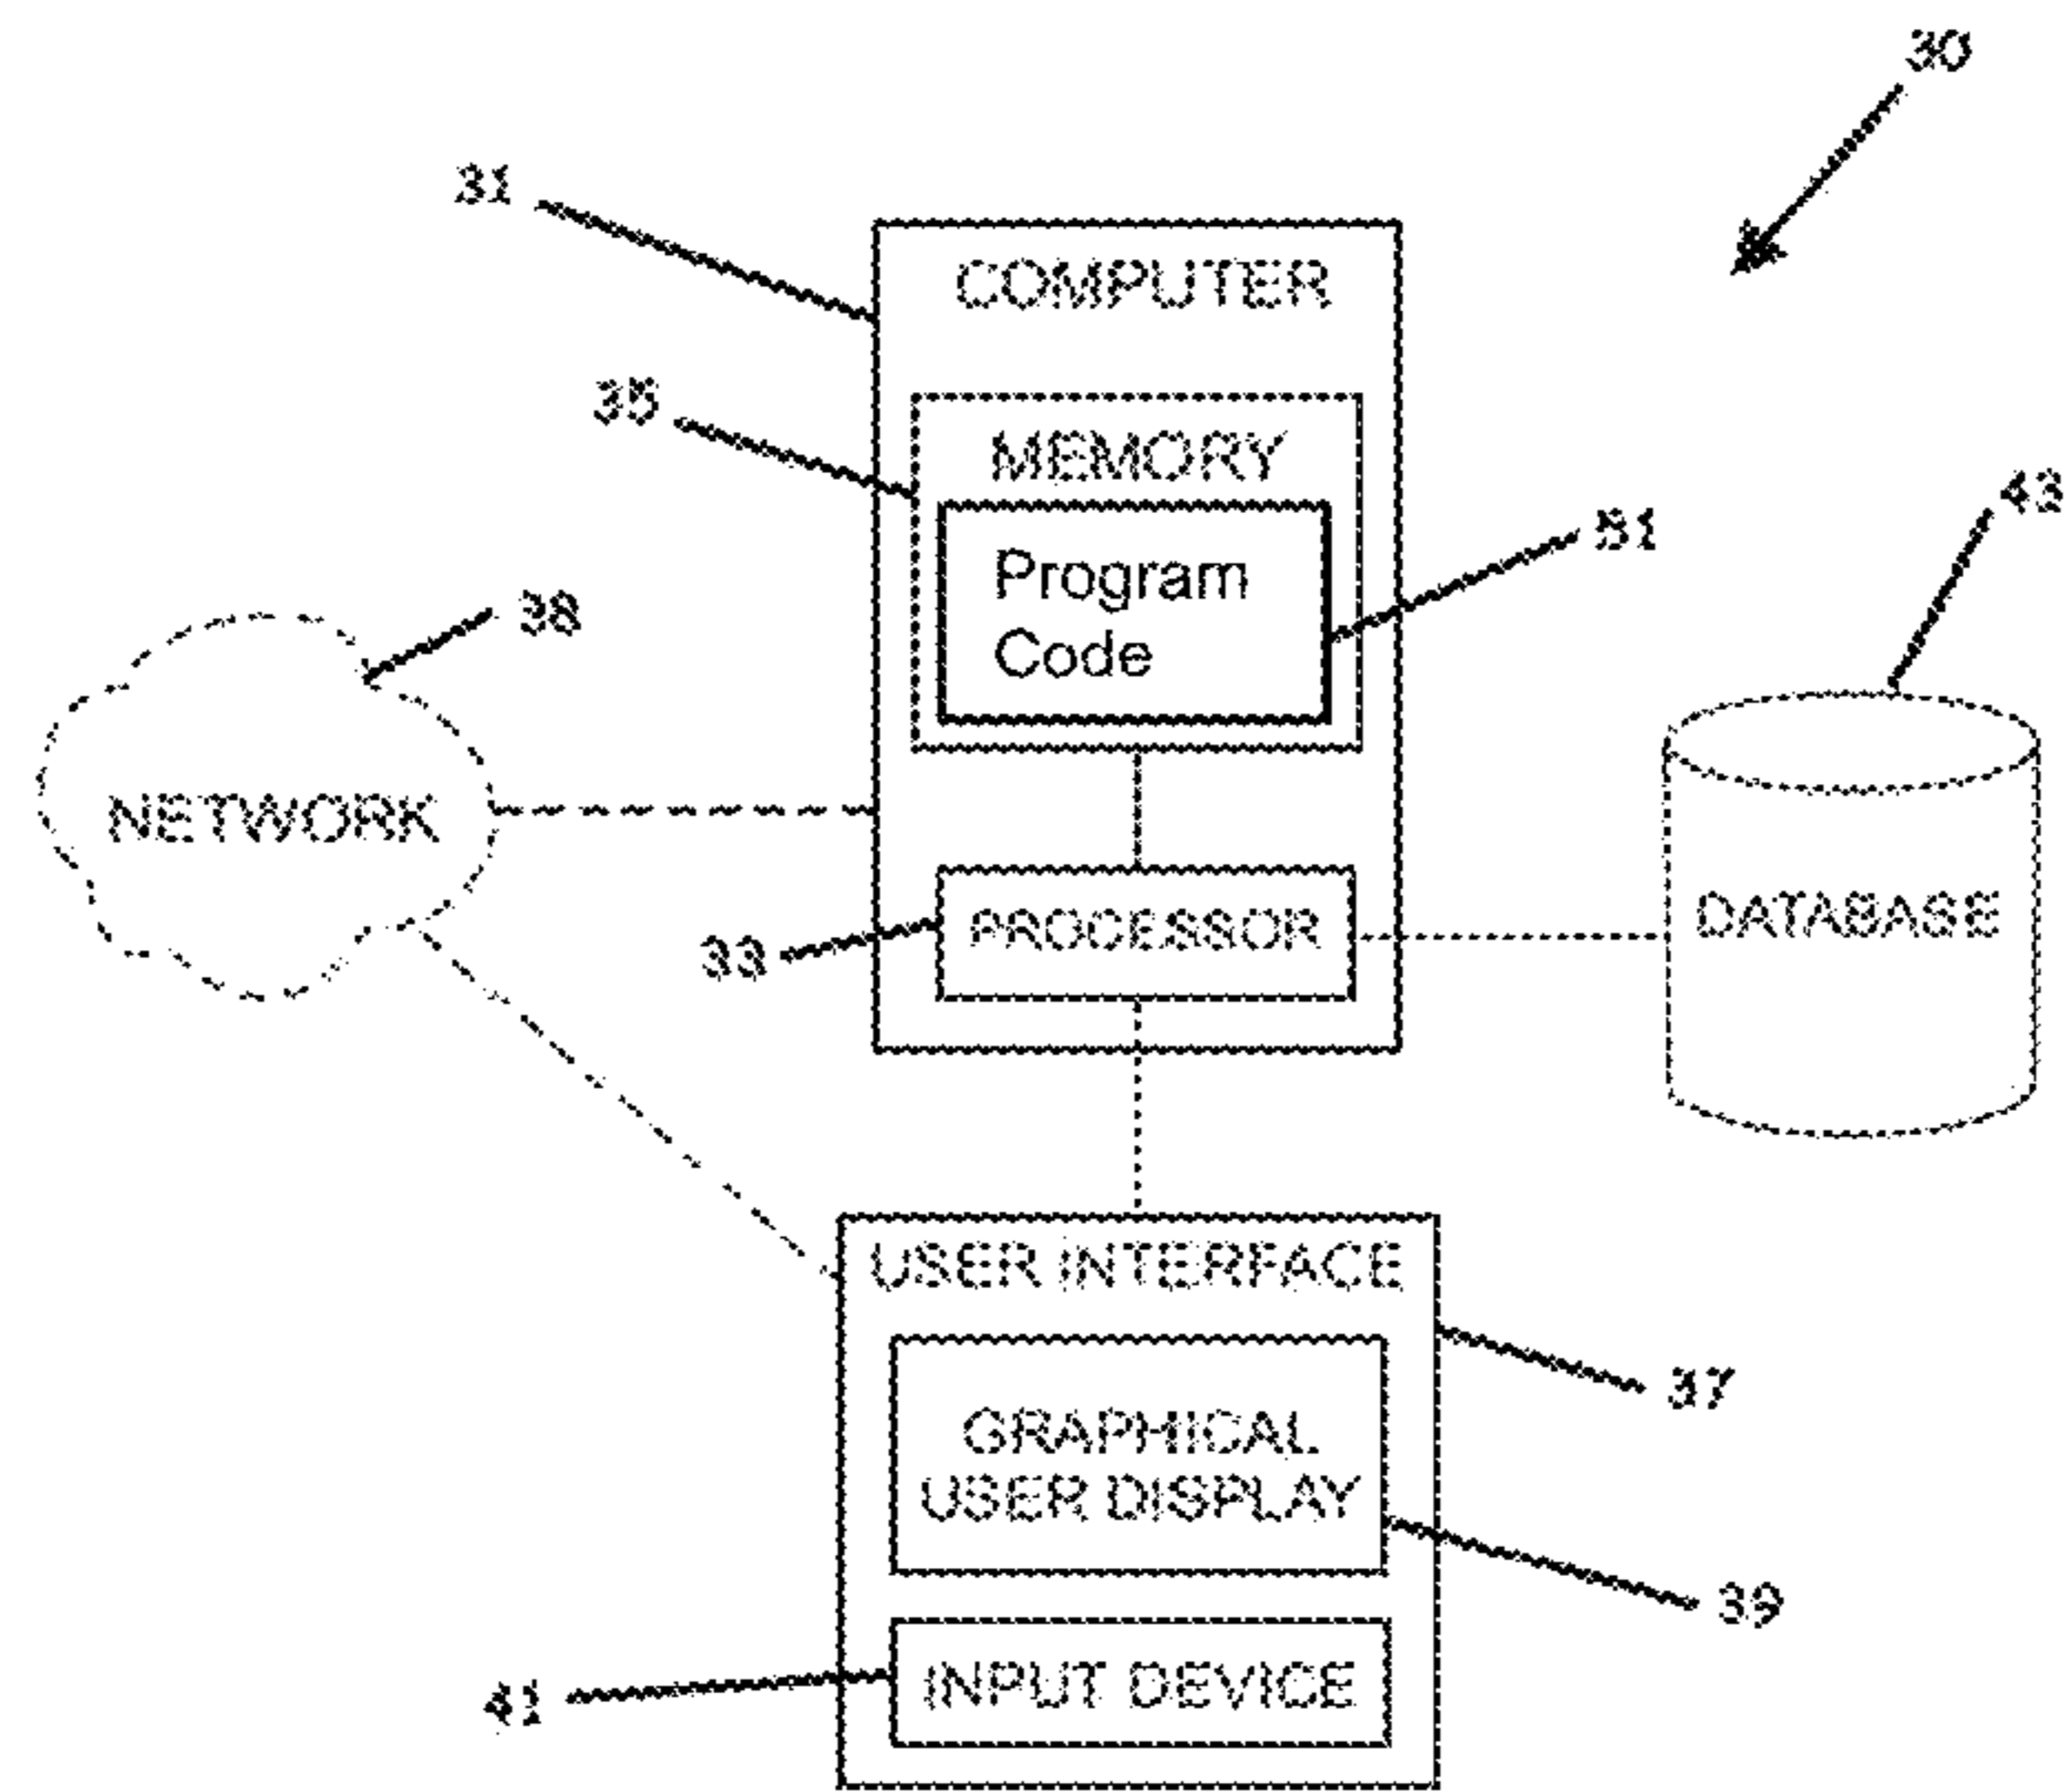 30
31
COMPUTER
35
MEMORY
43
51
Program
Code
38
NETWORK
DATABASE
33
PROCESSOR
USER INTERFACE
37
GRAPHICAL
USER DISPLAY
39
41
INPUT DEVICE